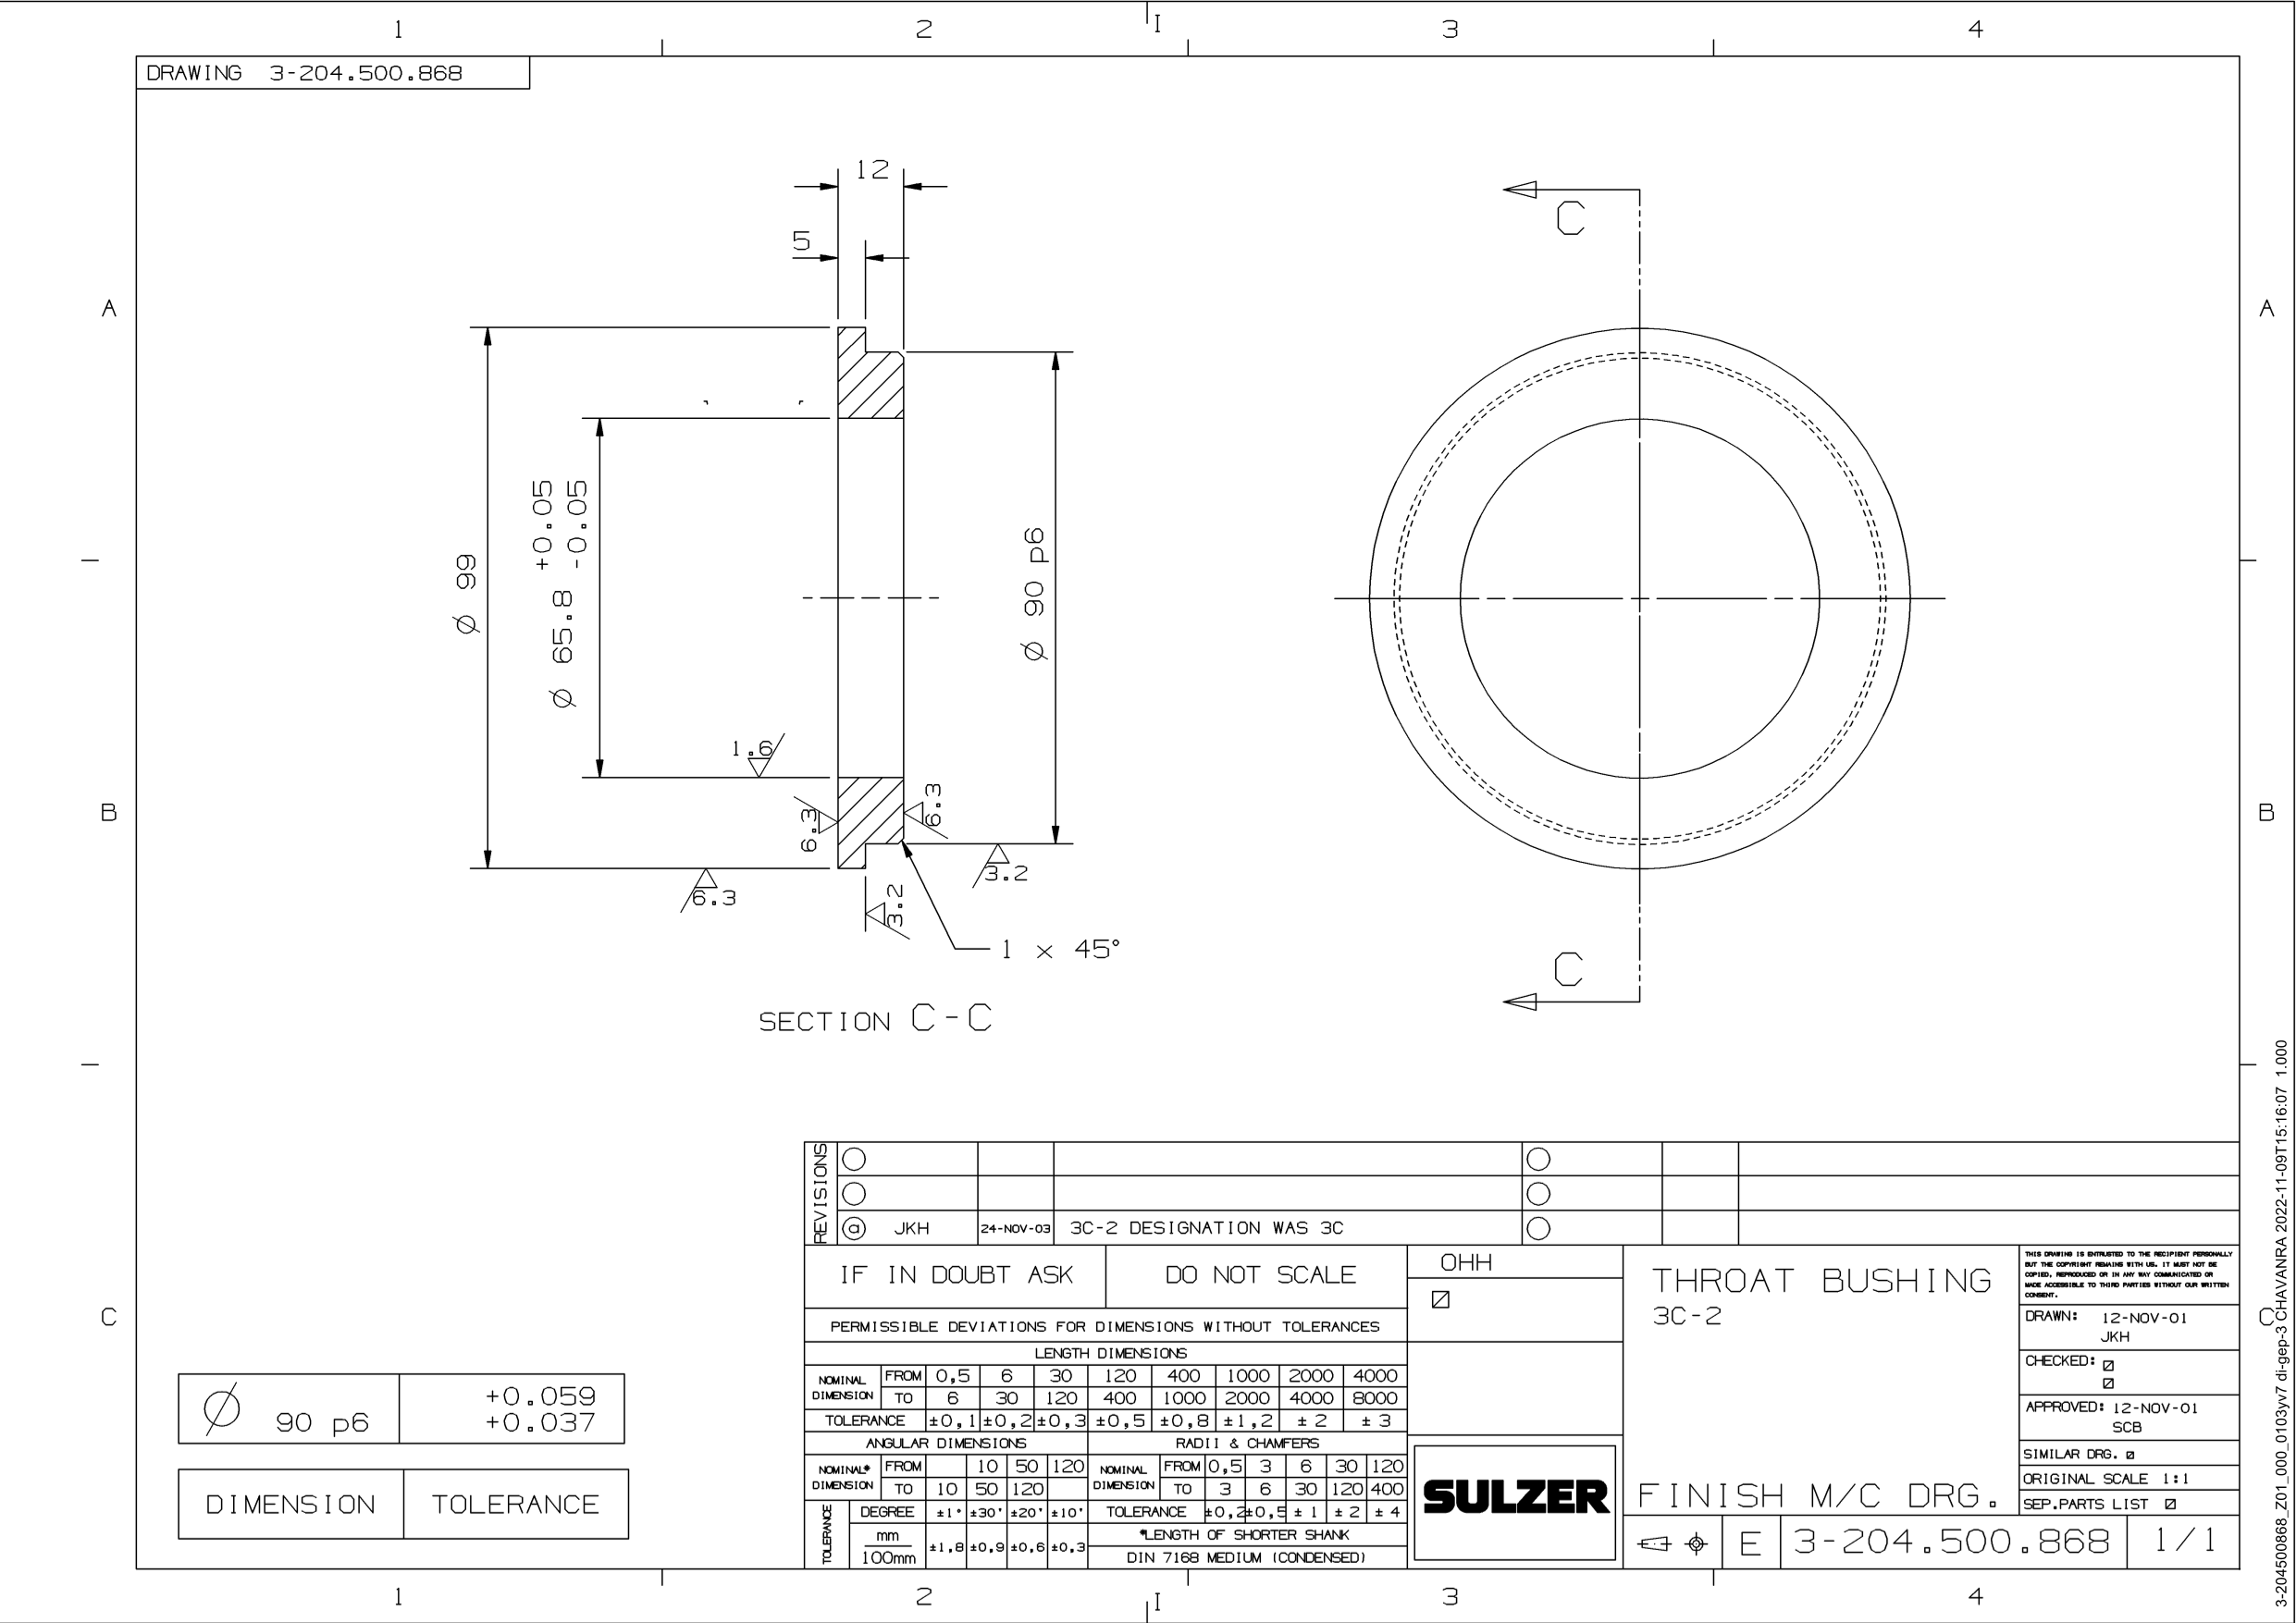 1 2 I 3 4
DRAWING 3-204.500.868
12
5
C
A A
Ø 99
Ø 65.8 +0.05 -0.05
Ø 90 p6
1.6
6.3
6.3
B B
3.2
6.3
3.2
1 x 45°
C
SECTION C-C
REVISIONS
a JKH 24-NOV-03 3C-2 DESIGNATION WAS 3C
IF IN DOUBT ASK DO NOT SCALE
OHH
PERMISSIBLE DEVIATIONS FOR DIMENSIONS WITHOUT TOLERANCES
LENGTH DIMENSIONS
NOMINAL DIMENSION FROM 0,5 6 30 120 400 1000 2000 4000
TO 6 30 120 400 1000 2000 4000 8000
TOLERANCE ±0,1 ±0,2 ±0,3 ±0,5 ±0,8 ±1,2 ± 2 ± 3
ANGULAR DIMENSIONS RADII & CHAMFERS
NOMINAL* DIMENSION FROM 10 50 120 NOMINAL DIMENSION FROM 0,5 3 6 30 120
TO 10 50 120 TO 3 6 30 120 400
TOLERANCE DEGREE ±1° ±30' ±20' ±10' TOLERANCE ±0,2 ±0,5 ± 1 ± 2 ± 4
mm
100mm ±1,8 ±0,9 ±0,6 ±0,3
*LENGTH OF SHORTER SHANK
DIN 7168 MEDIUM (CONDENSED)
SULZER
THROAT BUSHING
3C-2
FINISH M/C DRG.
E 3-204.500.868 1/1
THIS DRAWING IS ENTRUSTED TO THE RECIPIENT PERSONALLY
BUT THE COPYRIGHT REMAINS WITH US. IT MUST NOT BE
COPIED, REPRODUCED OR IN ANY WAY COMMUNICATED OR
MADE ACCESSIBLE TO THIRD PARTIES WITHOUT OUR WRITTEN
CONSENT.
DRAWN: 12-NOV-01
JKH
CHECKED:
APPROVED: 12-NOV-01
SCB
SIMILAR DRG.
ORIGINAL SCALE 1:1
SEP.PARTS LIST
C C
Ø 90 p6 +0.059
+0.037
DIMENSION TOLERANCE
1 2 I 3 4
3-204500868_Z01_000_0103yv7 di-gep-3 CHAVANIRA 2022-11-09T15:16:07 1.000